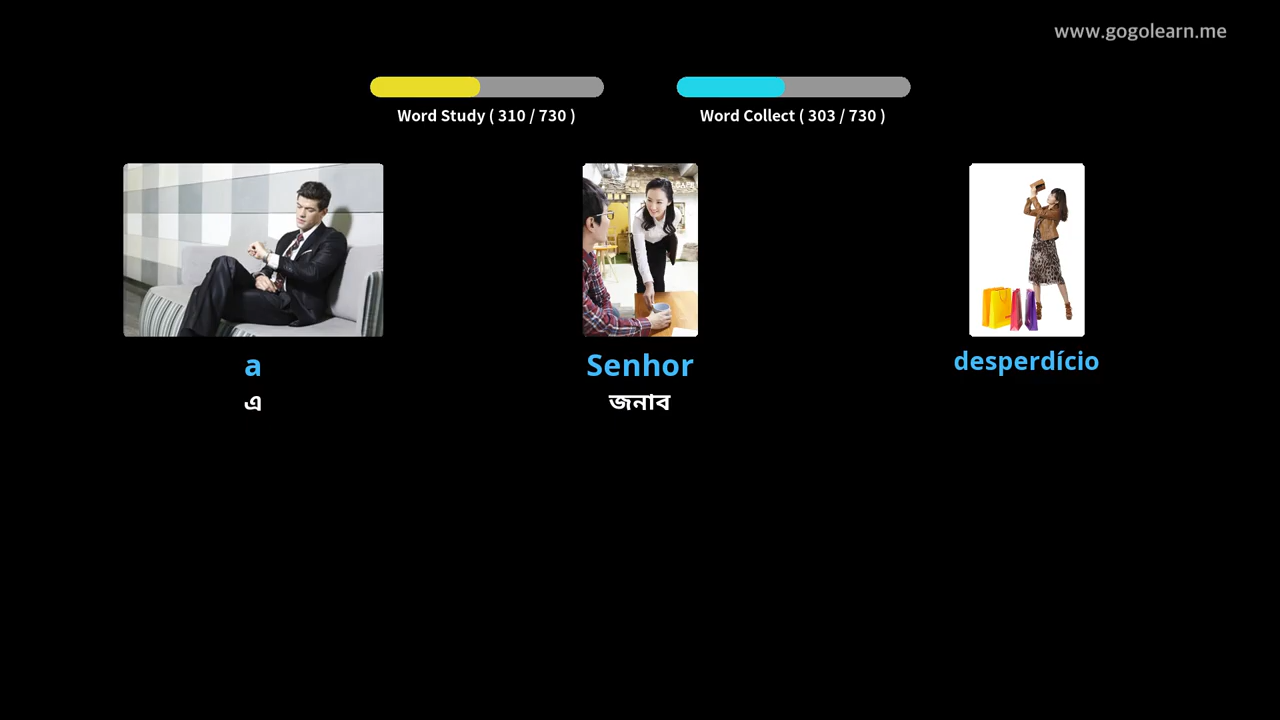 www.gogolearn.me
Word Study ( 310 / 730 )
Word Collect ( 303 / 730 )
a
Senhor
desperdício
এ
জনাব